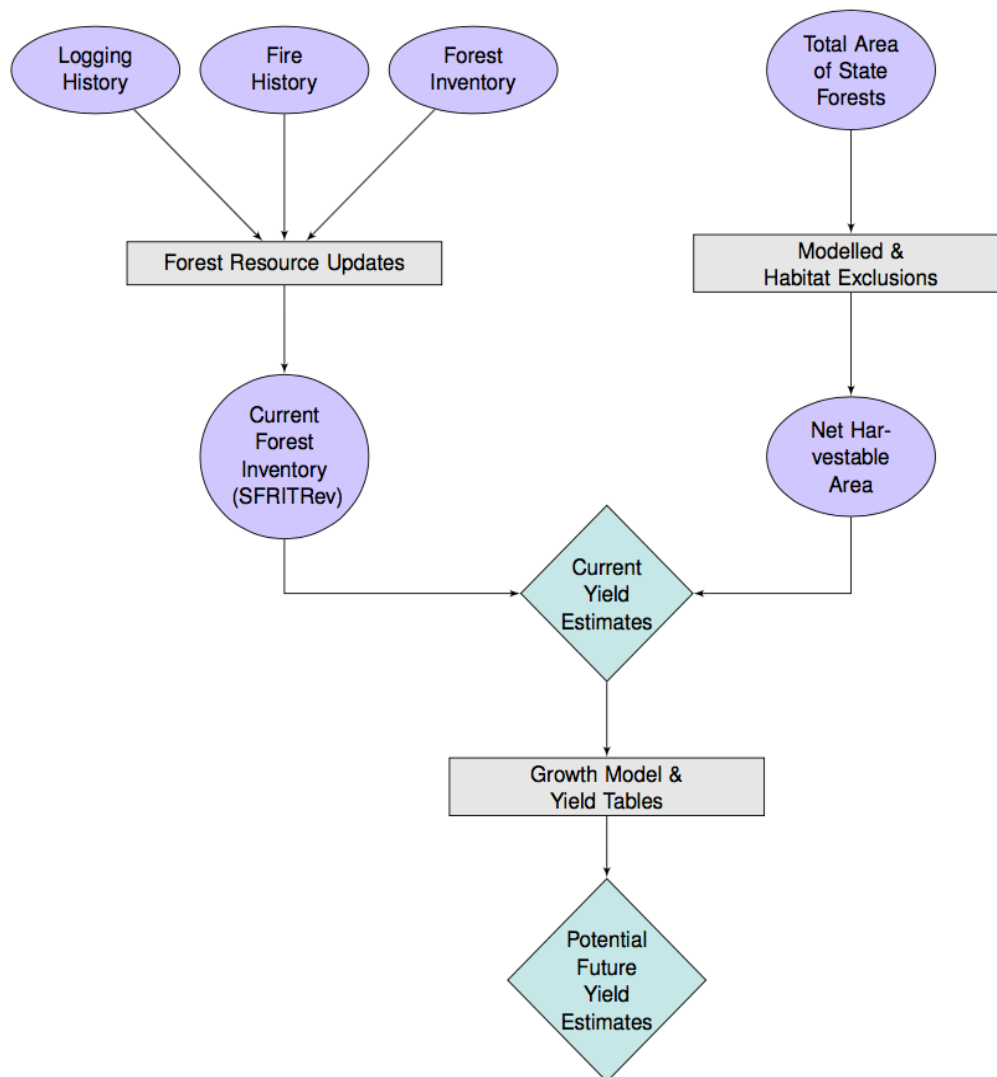 Logging
History
Fire
History
Forest
Inventory
Total Area
of State
Forests
Forest Resource Updates
Modelled &
Habitat Exclusions
Current
Forest
Inventory
(SFRITRev)
Net Har-
vestable
Area
Current
Yield
Estimates
Growth Model &
Yield Tables
Potential
Future
Yield
Estimates